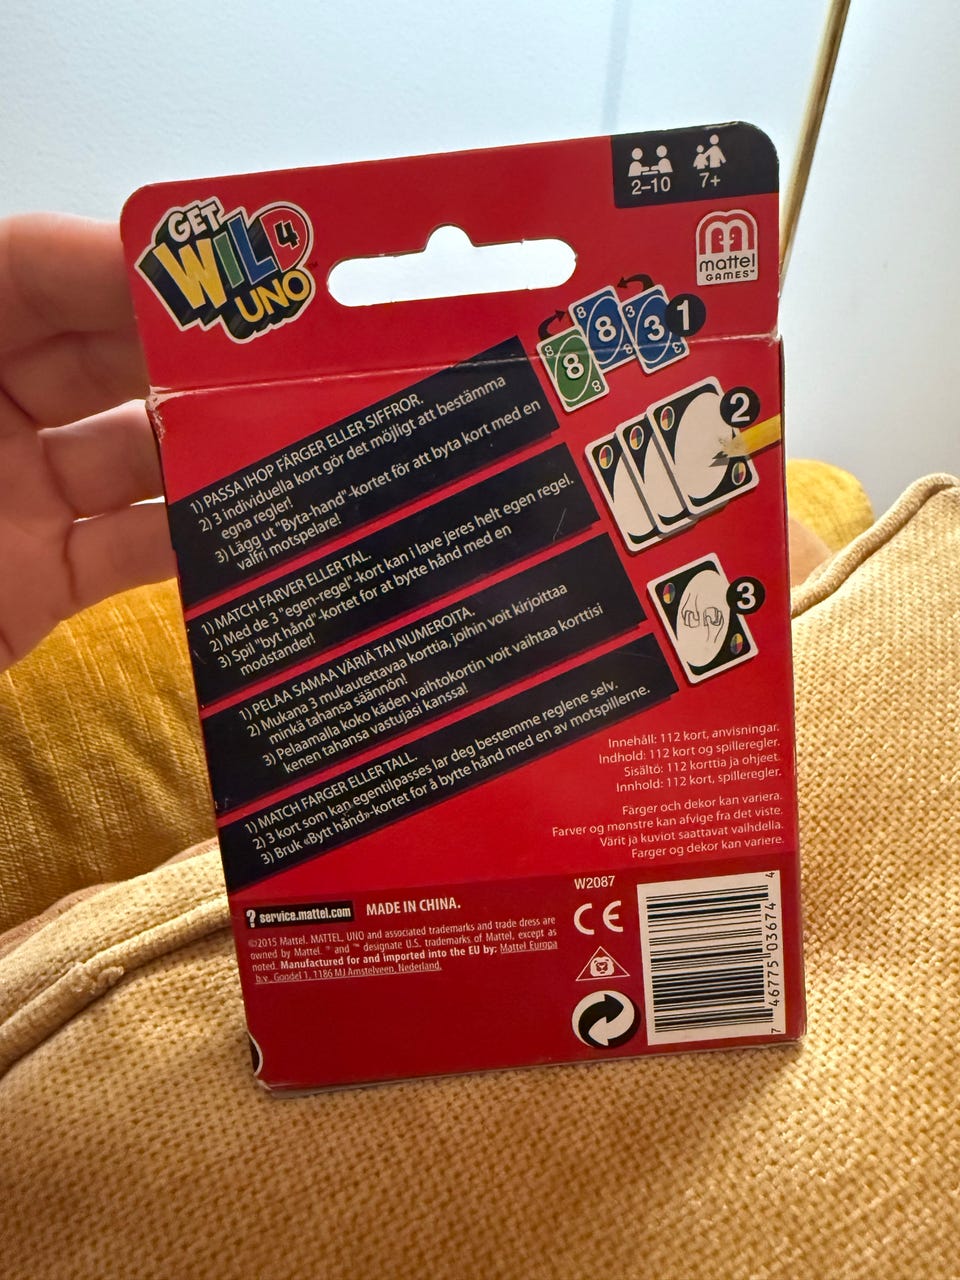 GET
WILD 4
UNO™
2–10
7+
mattel
GAMES™
8
8
3
1
2
3
1) PASSA IHOP FÄRGER ELLER SIFFROR.
2) 3 individuella kort gör det möjligt att bestämma
egna regler!
3) Lägg ut "Byta-hand"-kortet för att byta kort med en
valfri motspelare!
1) MATCH FARVER ELLER TAL.
2) Med de 3 "egen-regel"-kort kan i lave jeres helt egen regel.
3) Spil "byt hånd"-kortet for at bytte hånd med en
modstander!
1) PELAA SAMAA VÄRIÄ TAI NUMEROITA.
2) Mukana 3 mukautettavaa korttia, joihin voit kirjoittaa
minkä tahansa säännön!
3) Pelaamalla koko käden vaihtokortin voit vaihtaa korttisi
kenen tahansa vastustajasi kanssa!
1) MATCH FARGER ELLER TALL.
2) 3 kort som kan egentilpasses lar deg bestemme reglene selv.
3) Bruk «Bytt hånd»-kortet for å bytte hånd med en av motspillerne.
Innehåll: 112 kort, anvisningar.
Indhold: 112 kort og spilleregler.
Sisältö: 112 korttia ja ohjeet.
Innhold: 112 kort, spilleregler.
Färger och dekor kan variera.
Farver og mønstre kan afvige fra det viste.
Värit ja kuviot saattavat vaihdella.
Farger og dekor kan variere.
? service.mattel.com
MADE IN CHINA.
©2015 Mattel. MATTEL, UNO and associated trademarks and trade dress are
owned by Mattel. ® and ™ designate U.S. trademarks of Mattel, except as
noted. Manufactured for and imported into the EU by: Mattel Europa
b.v., Gondel 1, 1186 MJ Amstelveen, Nederland.
W2087
CE
7 46775 03674 4